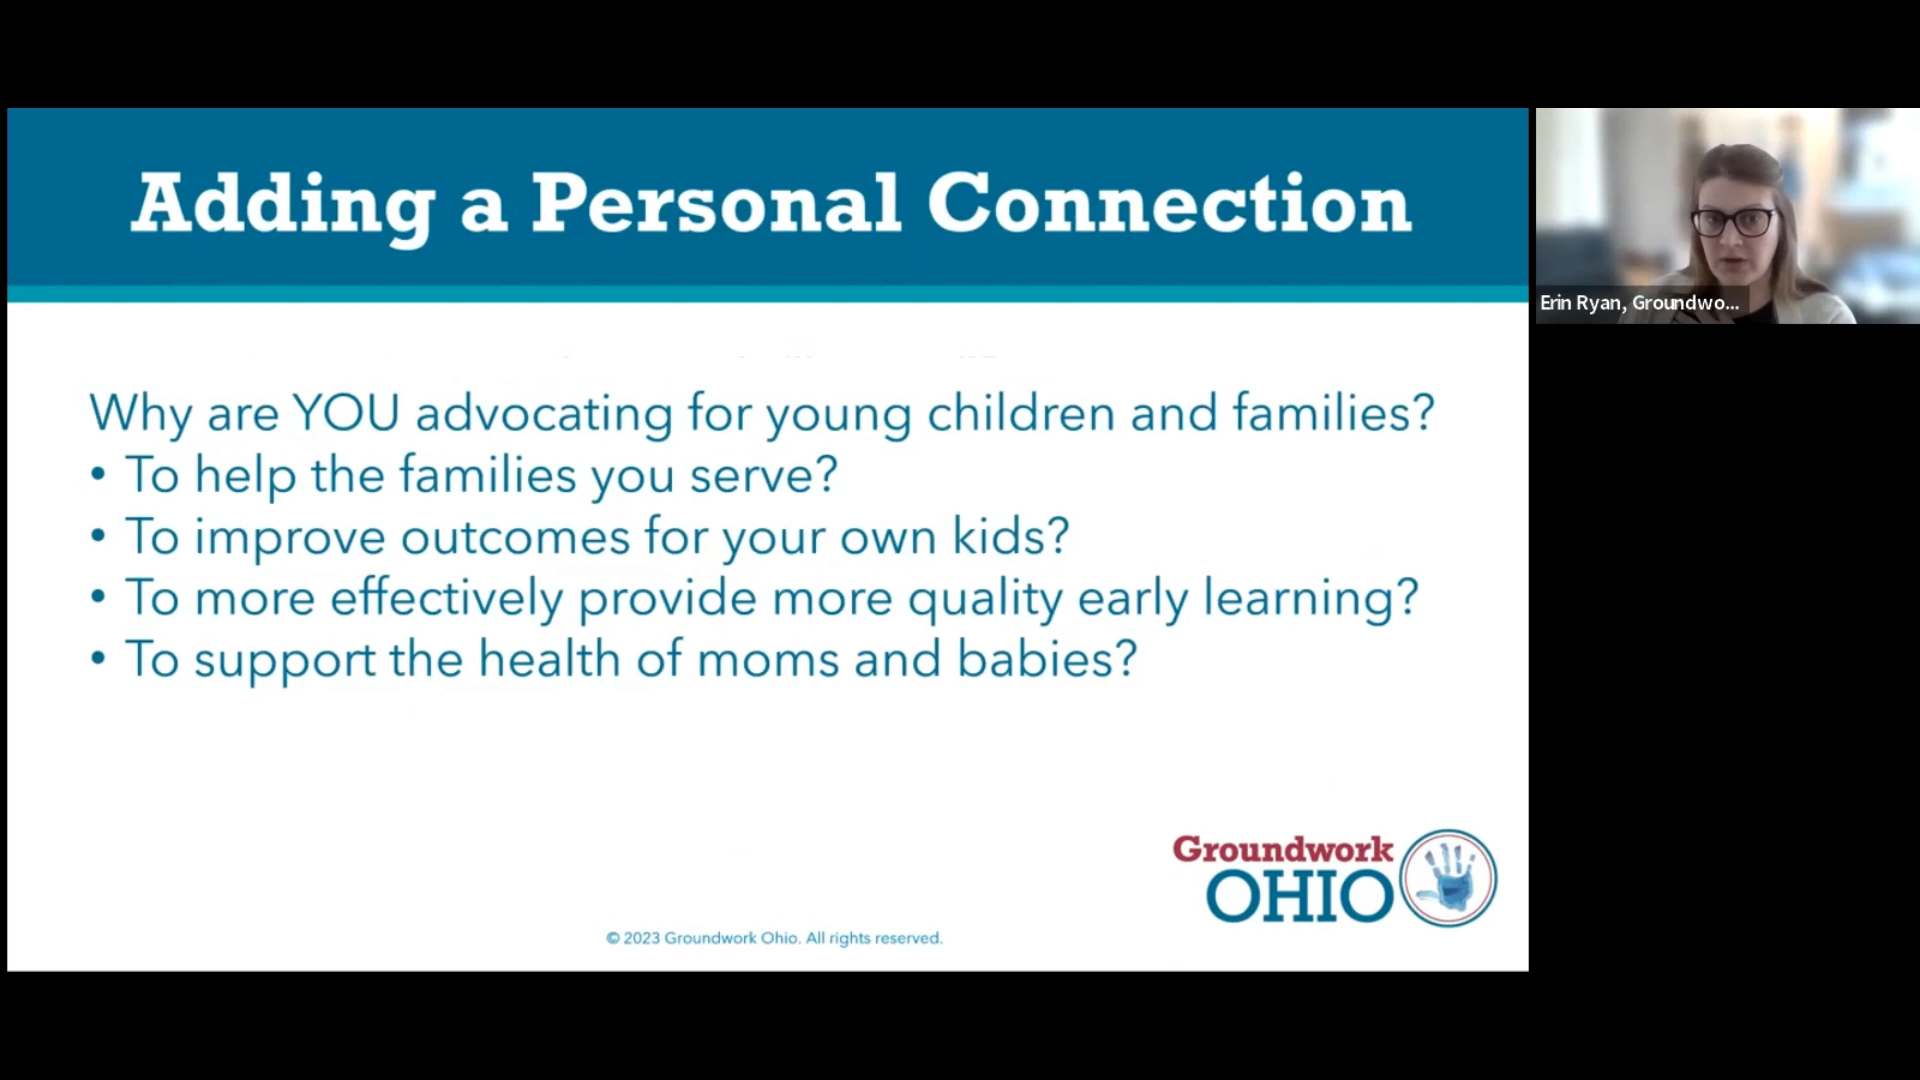 Adding a Personal Connection
Why are YOU advocating for young children and families?
• To help the families you serve?
• To improve outcomes for your own kids?
• To more effectively provide more quality early learning?
• To support the health of moms and babies?
Groundwork
OHIO
© 2023 Groundwork Ohio. All rights reserved.
Erin Ryan, Groundwo...